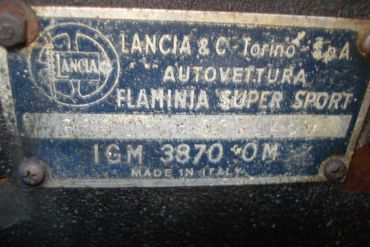 LANCIA
LANCIA & C. Torino - S.p.A
AUTOVETTURA
FLAMINIA SUPER SPORT
IGM 3870 OM
MADE IN ITALY